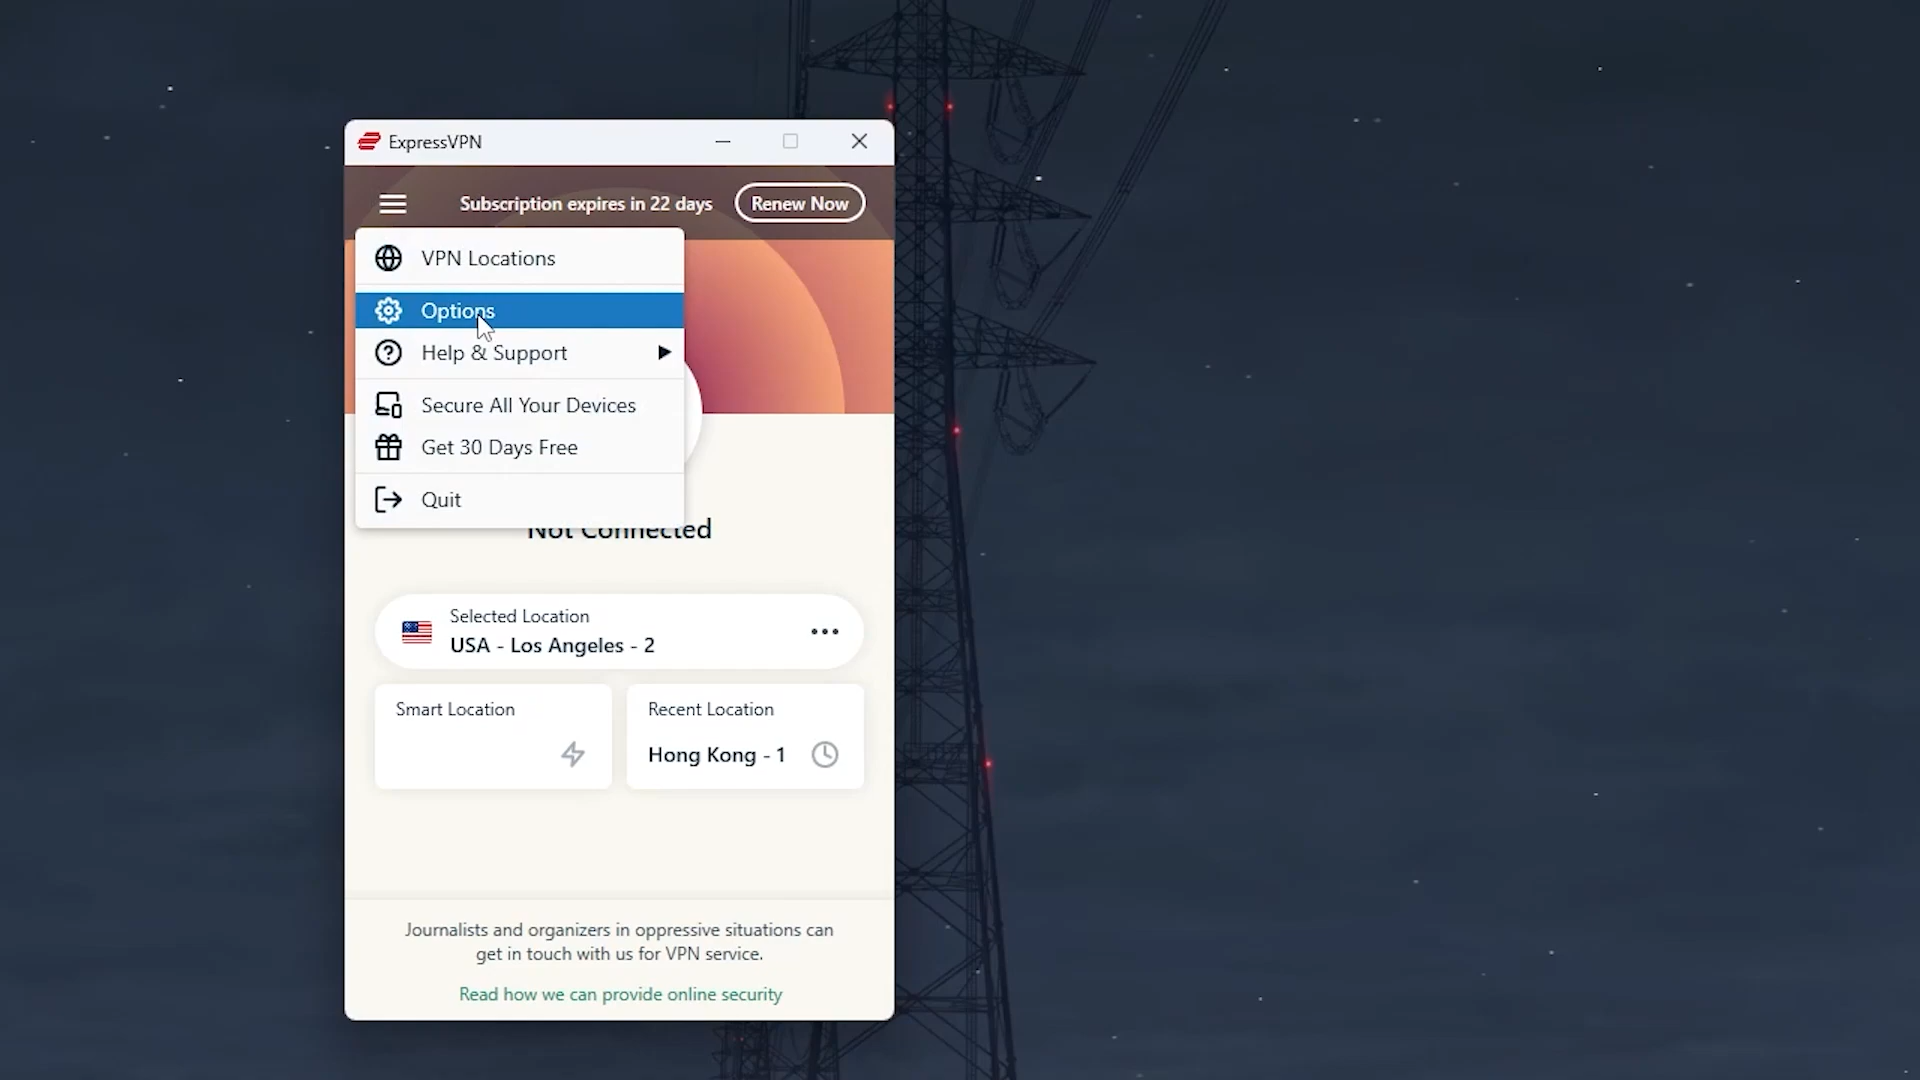 ExpressVPN
Subscription expires in 22 days
Renew Now
VPN Locations
Options
Help & Support
Secure All Your Devices
Get 30 Days Free
Quit
Not Connected
Selected Location
USA - Los Angeles - 2
Smart Location
Recent Location
Hong Kong - 1
Journalists and organizers in oppressive situations can
get in touch with us for VPN service.
Read how we can provide online security